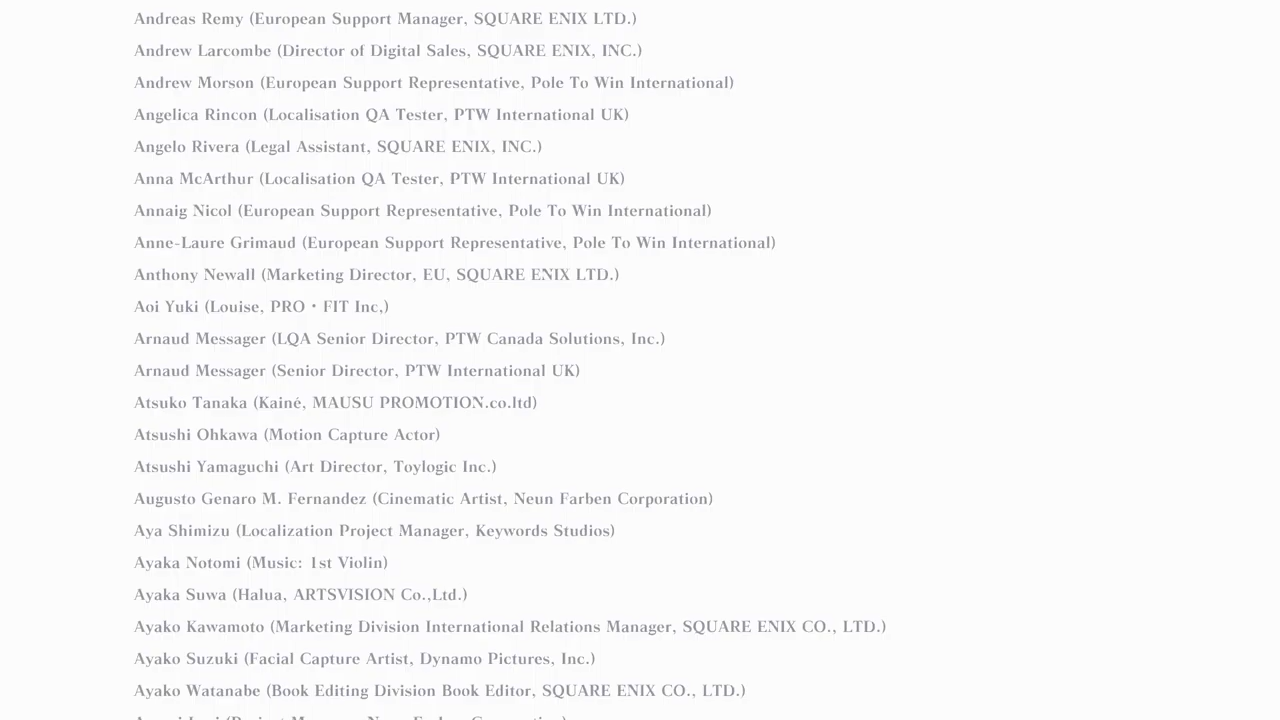 Andreas Remy (European Support Manager, SQUARE ENIX LTD.)
Andrew Larcombe (Director of Digital Sales, SQUARE ENIX, INC.)
Andrew Morson (European Support Representative, Pole To Win International)
Angelica Rincon (Localisation QA Tester, PTW International UK)
Angelo Rivera (Legal Assistant, SQUARE ENIX, INC.)
Anna McArthur (Localisation QA Tester, PTW International UK)
Annaig Nicol (European Support Representative, Pole To Win International)
Anne-Laure Grimaud (European Support Representative, Pole To Win International)
Anthony Newall (Marketing Director, EU, SQUARE ENIX LTD.)
Aoi Yuki (Louise, PRO・FIT Inc,)
Arnaud Messager (LQA Senior Director, PTW Canada Solutions, Inc.)
Arnaud Messager (Senior Director, PTW International UK)
Atsuko Tanaka (Kainé, MAUSU PROMOTION.co.ltd)
Atsushi Ohkawa (Motion Capture Actor)
Atsushi Yamaguchi (Art Director, Toylogic Inc.)
Augusto Genaro M. Fernandez (Cinematic Artist, Neun Farben Corporation)
Aya Shimizu (Localization Project Manager, Keywords Studios)
Ayaka Notomi (Music: 1st Violin)
Ayaka Suwa (Halua, ARTSVISION Co.,Ltd.)
Ayako Kawamoto (Marketing Division International Relations Manager, SQUARE ENIX CO., LTD.)
Ayako Suzuki (Facial Capture Artist, Dynamo Pictures, Inc.)
Ayako Watanabe (Book Editing Division Book Editor, SQUARE ENIX CO., LTD.)